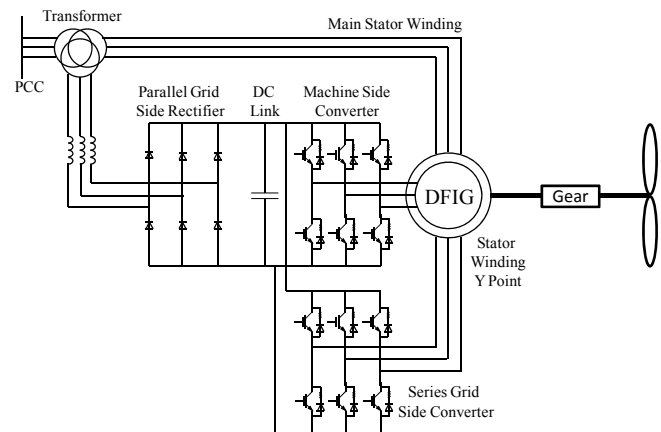 Transformer
Main Stator Winding
PCC
Parallel Grid
Side Rectifier
DC
Link
Machine Side
Converter
DFIG
Gear
Stator
Winding
Y Point
Series Grid
Side Converter